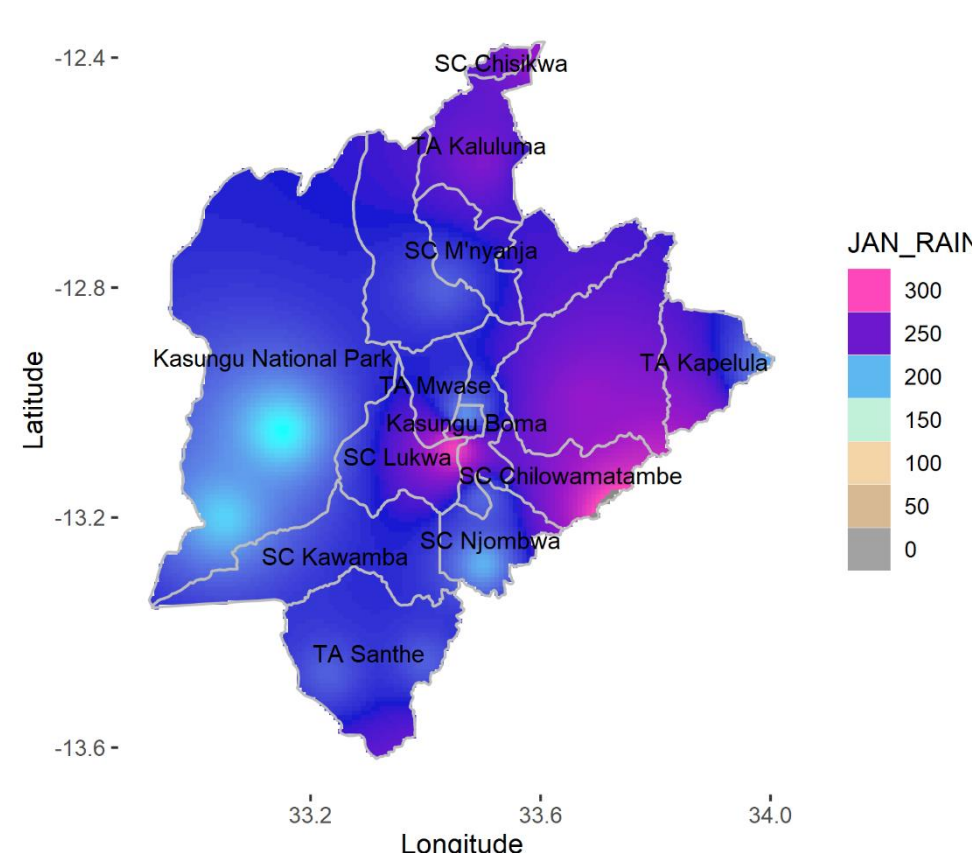 -12.4
-12.8
-13.2
-13.6
Latitude
33.2
33.6
34.0
Longitude
SC Chisikwa
TA Kaluluma
SC M'nyanja
Kasungu National Park
TA Kapelula
TA Mwase
Kasungu Boma
SC Lukwa
SC Chilowamatambe
SC Njombwa
SC Kawamba
TA Santhe
JAN_RAIN
300
250
200
150
100
50
0